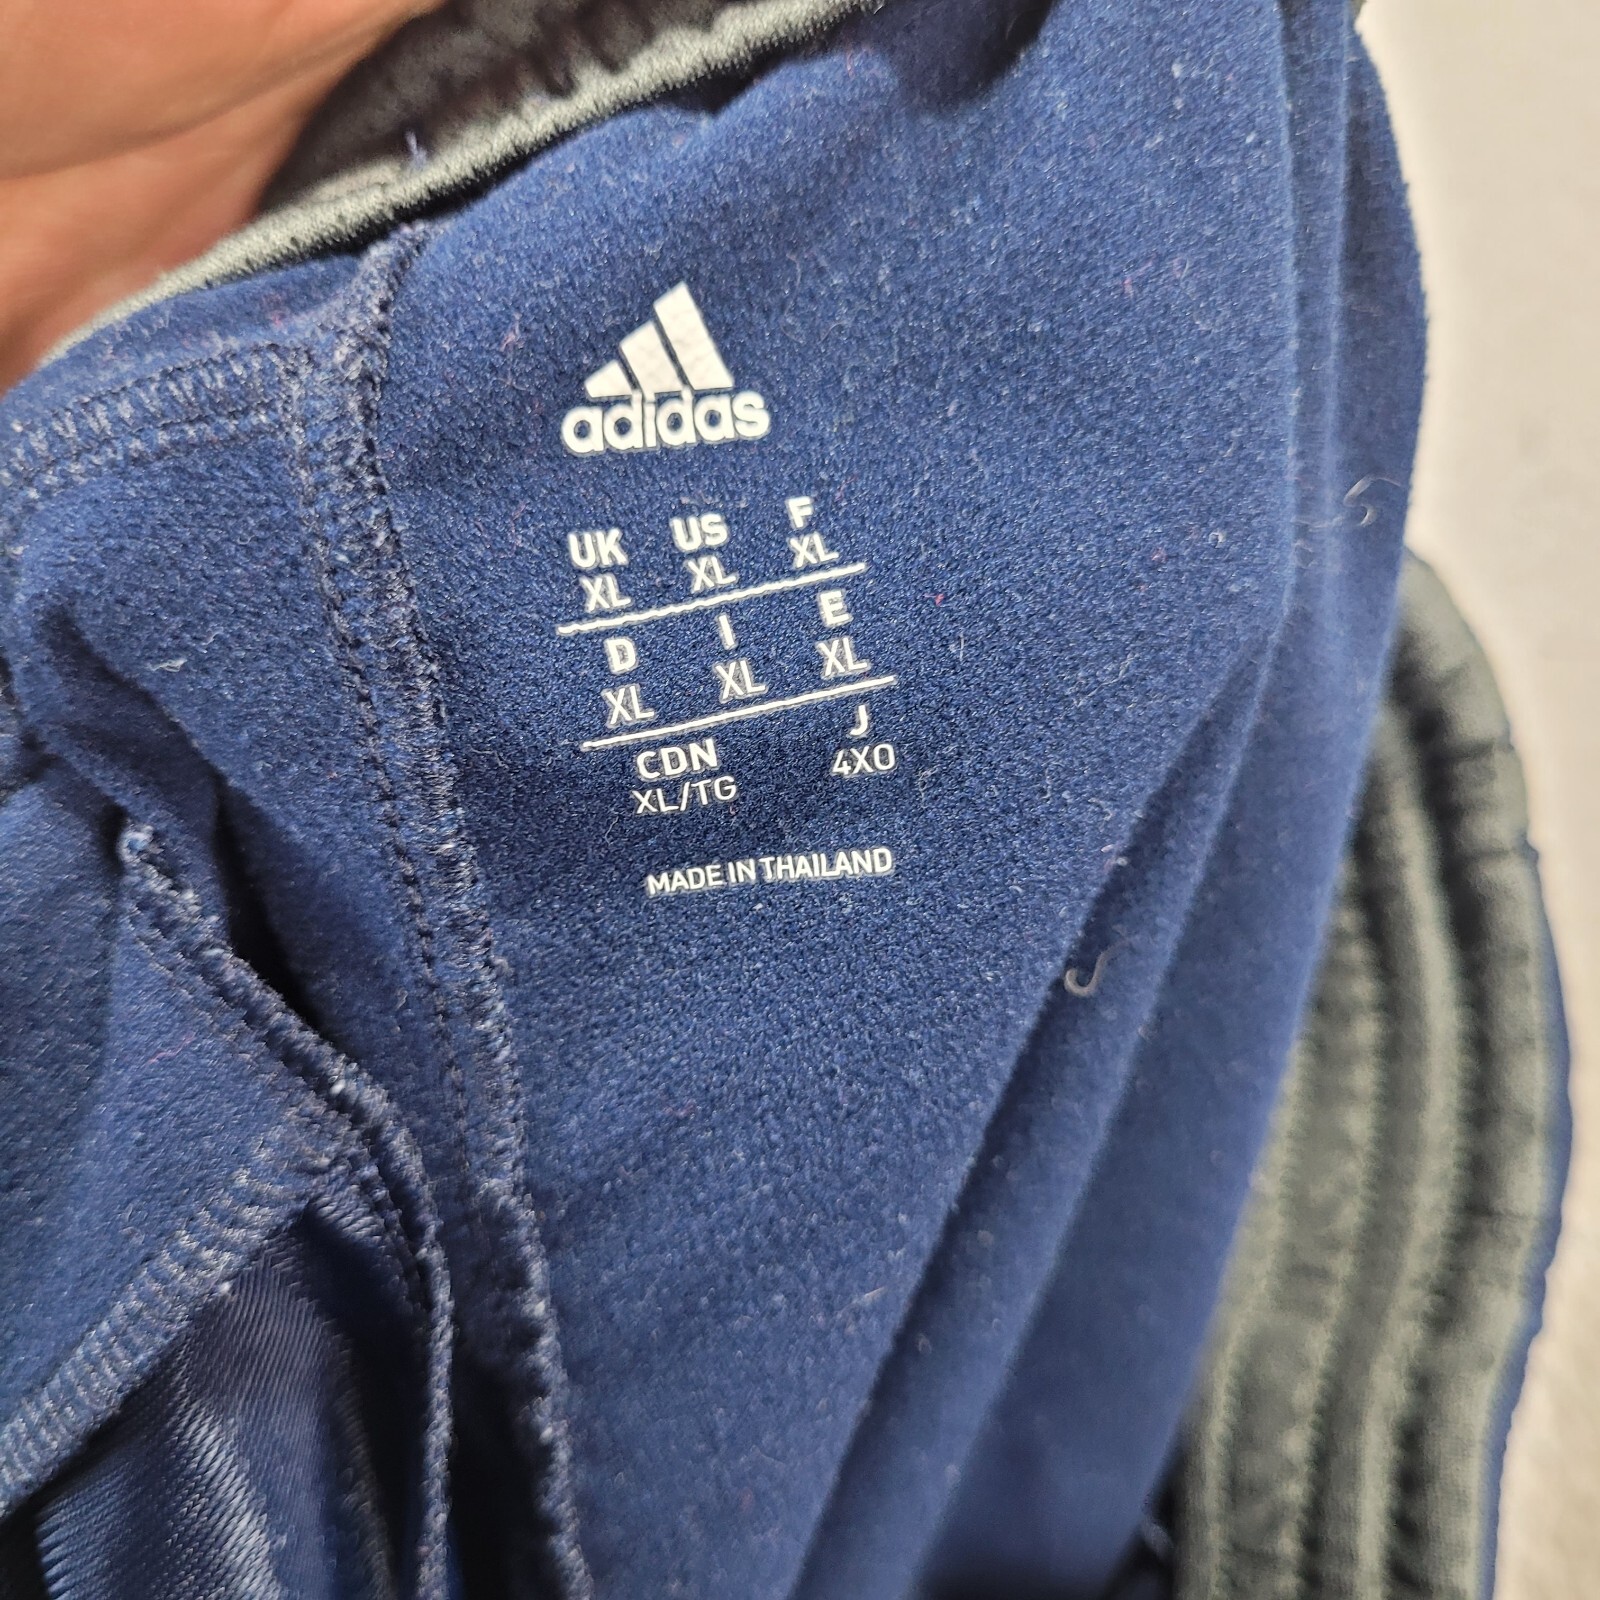 adidas
UK US F
XL XL XL
D I E
XL XL XL
CDN J
XL/TG 4XO
MADE IN THAILAND